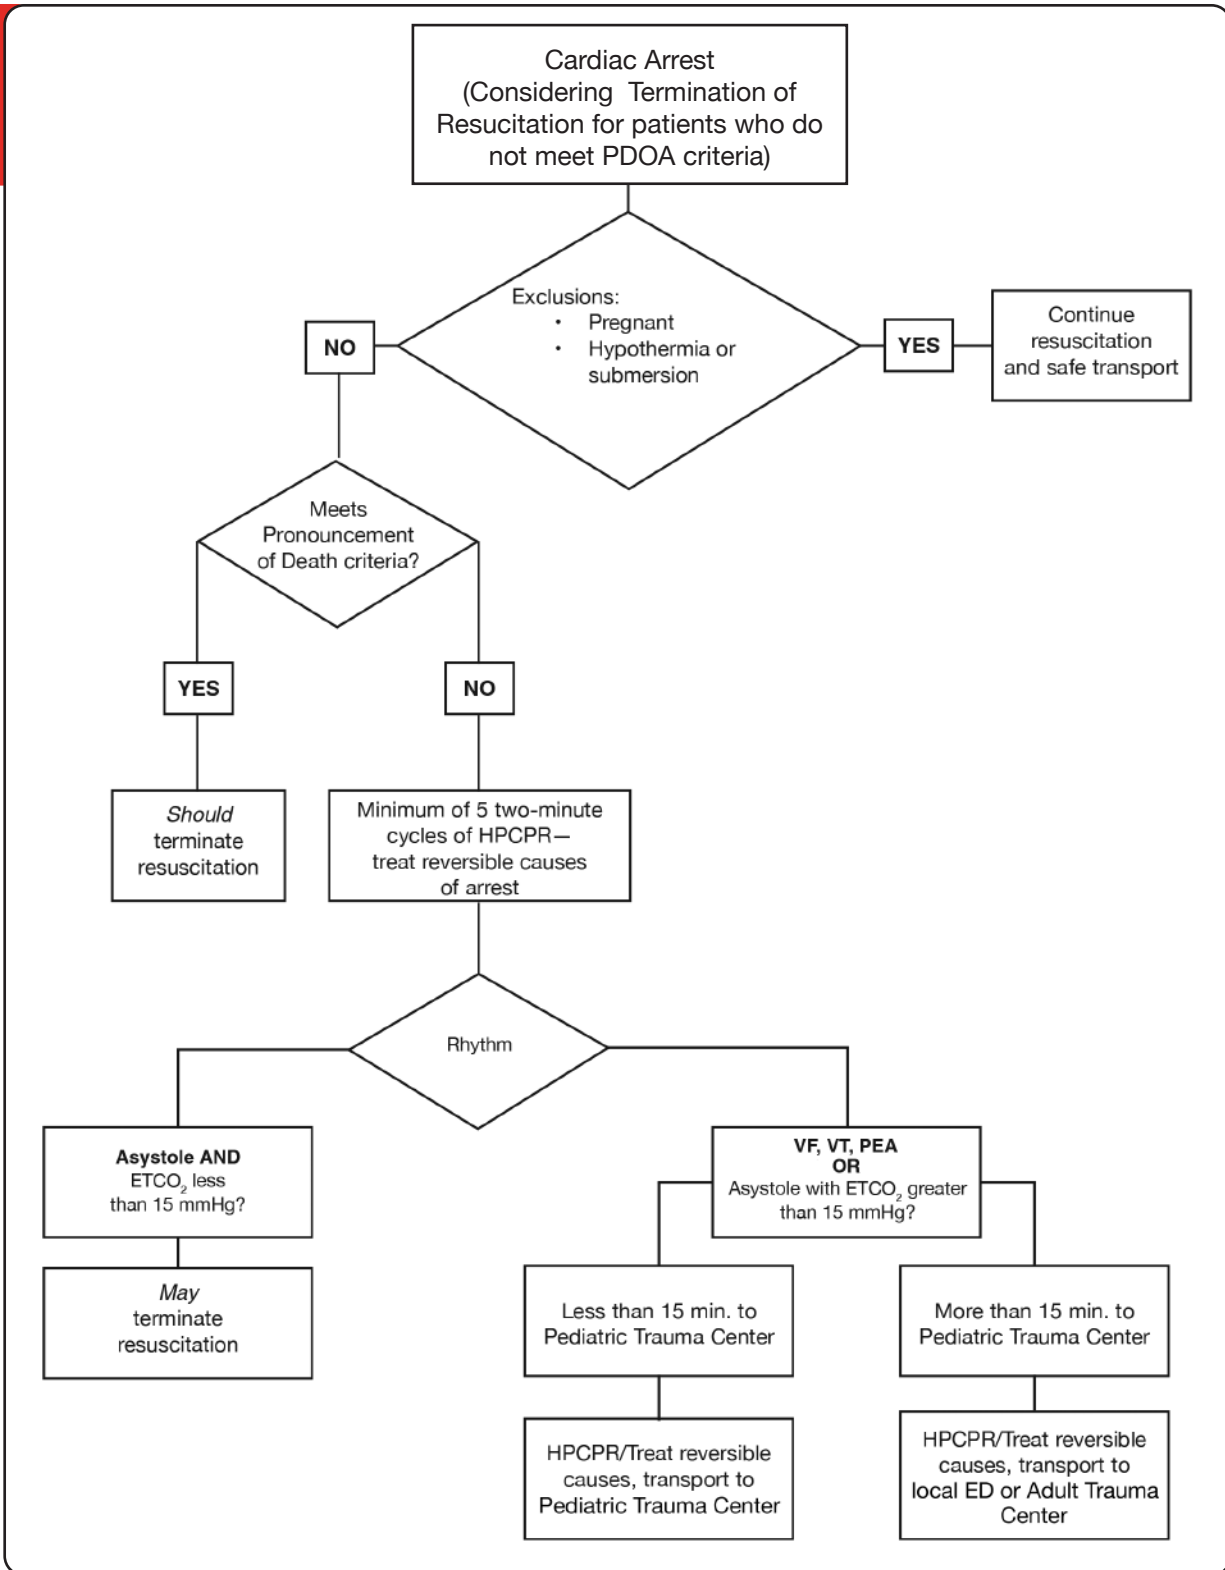 Cardiac Arrest
(Considering Termination of
Resucitation for patients who do
not meet PDOA criteria)
Exclusions:
• Pregnant
• Hypothermia or
submersion
NO
YES
Continue
resuscitation
and safe transport
Meets
Pronouncement
of Death criteria?
YES
NO
Should
terminate
resuscitation
Minimum of 5 two-minute
cycles of HPCPR—
treat reversible causes
of arrest
Rhythm
Asystole AND
ETCO₂ less
than 15 mmHg?
VF, VT, PEA
OR
Asystole with ETCO₂ greater
than 15 mmHg?
May
terminate
resuscitation
Less than 15 min. to
Pediatric Trauma Center
More than 15 min. to
Pediatric Trauma Center
HPCPR/Treat reversible
causes, transport to
Pediatric Trauma Center
HPCPR/Treat reversible
causes, transport to
local ED or Adult Trauma
Center